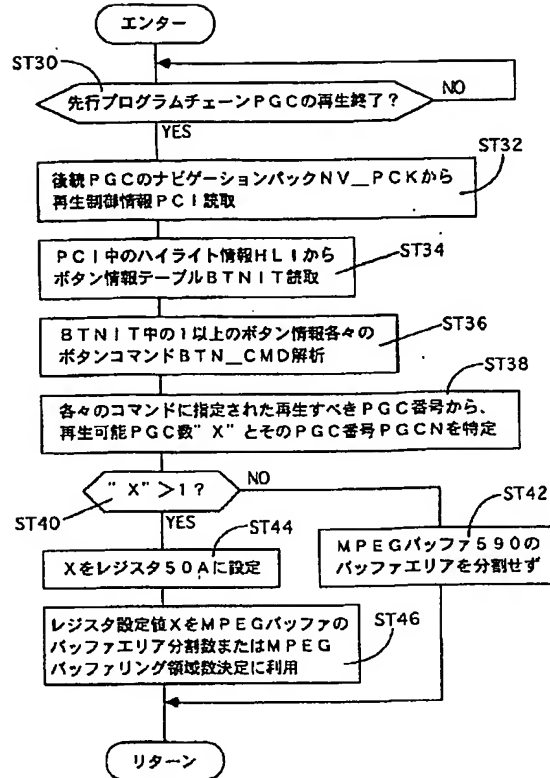 エンター
ST30
先行プログラムチェーンPGCの再生終了?
NO
YES
ST32
後続PGCのナビゲーションパックNV__PCKから
再生制御情報PCI読取
ST34
PCI中のハイライト情報HLIから
ボタン情報テーブルBTNIT読取
ST36
BTNIT中の1以上のボタン情報各々の
ボタンコマンドBTN__CMD解析
ST38
各々のコマンドに指定された再生すべきPGC番号から、
再生可能PGC数"X"とそのPGC番号PGCNを特定
"X">1?
NO
ST40
YES
ST42
ST44
MPEGバッファ590の
バッファエリアを分割せず
Xをレジスタ50Aに設定
レジスタ設定値XをMPEGバッファの
バッファエリア分割数またはMPEG
バッファリング領域数決定に利用
ST46
リターン